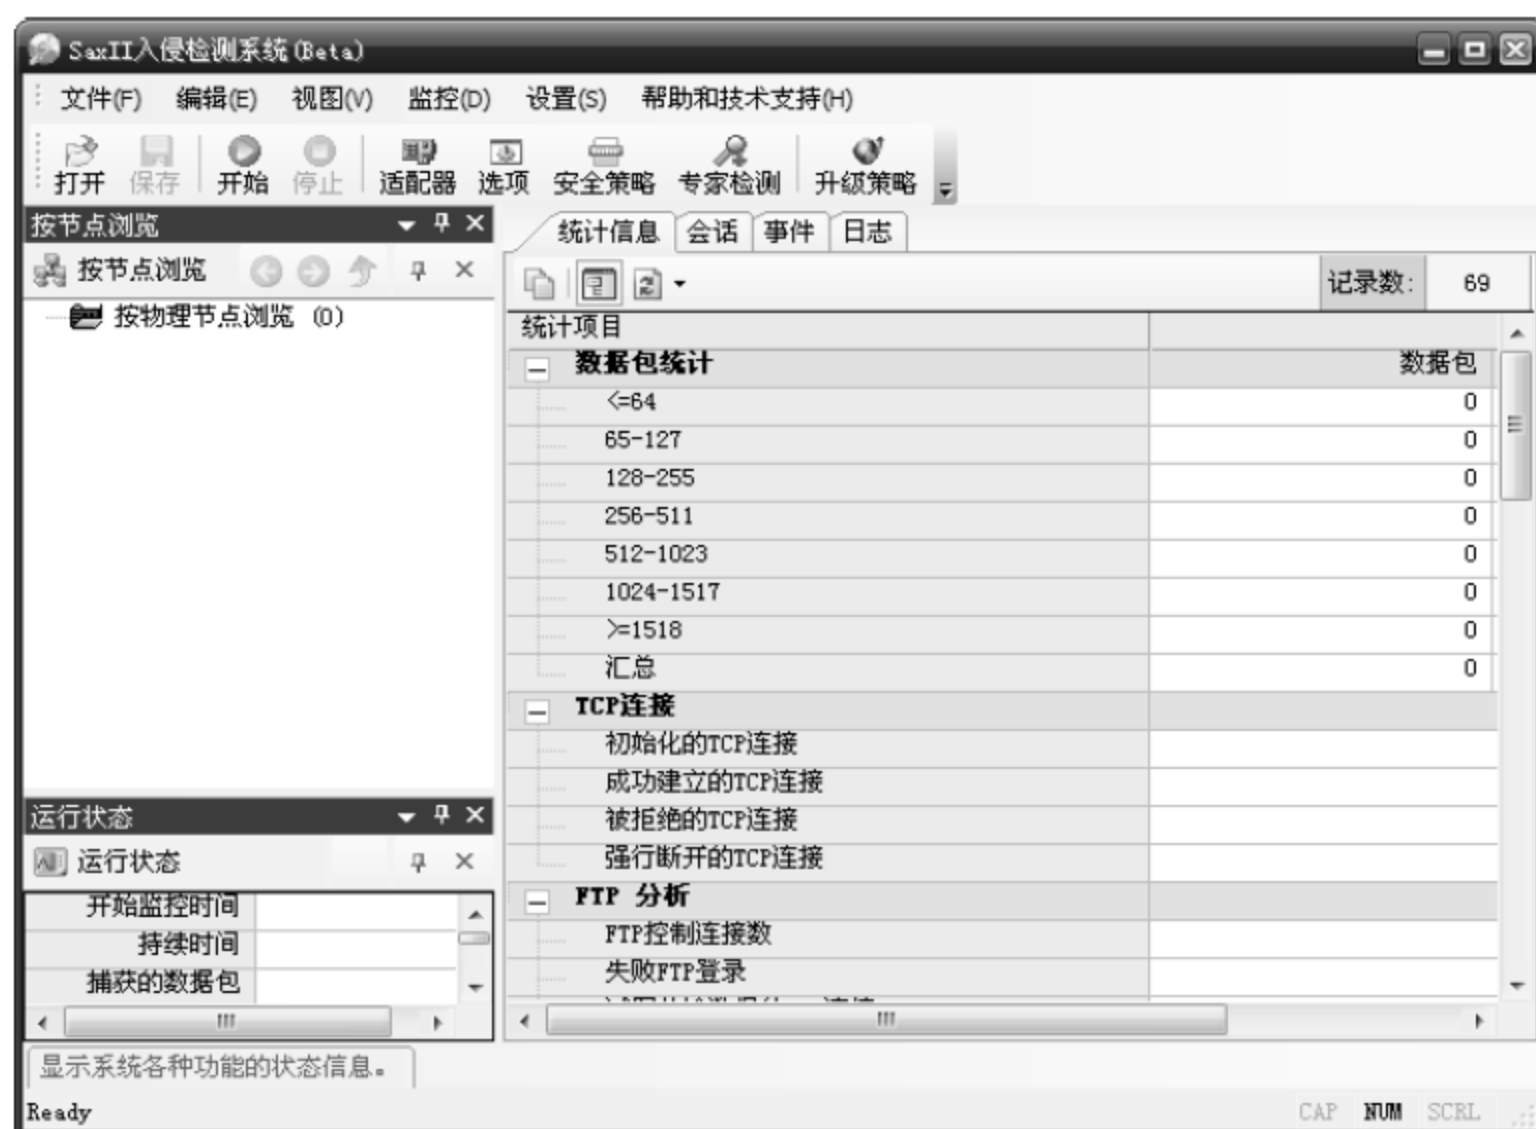 SaxII入侵检测系统(Beta)
文件(F) 编辑(E) 视图(V) 监控(D) 设置(S) 帮助和技术支持(H)
打开 保存 开始 停止 适配器 选项 安全策略 专家检测 升级策略
按节点浏览
按节点浏览
按物理节点浏览 (0)
统计信息 会话 事件 日志
记录数: 69
统计项目
数据包统计 数据包
<=64 0
65-127 0
128-255 0
256-511 0
512-1023 0
1024-1517 0
>=1518 0
汇总 0
TCP连接
初始化的TCP连接
成功建立的TCP连接
被拒绝的TCP连接
强行断开的TCP连接
FTP 分析
FTP控制连接数
失败FTP登录
运行状态
运行状态
开始监控时间
持续时间
捕获的数据包
显示系统各种功能的状态信息。
Ready
CAP NUM SCRL